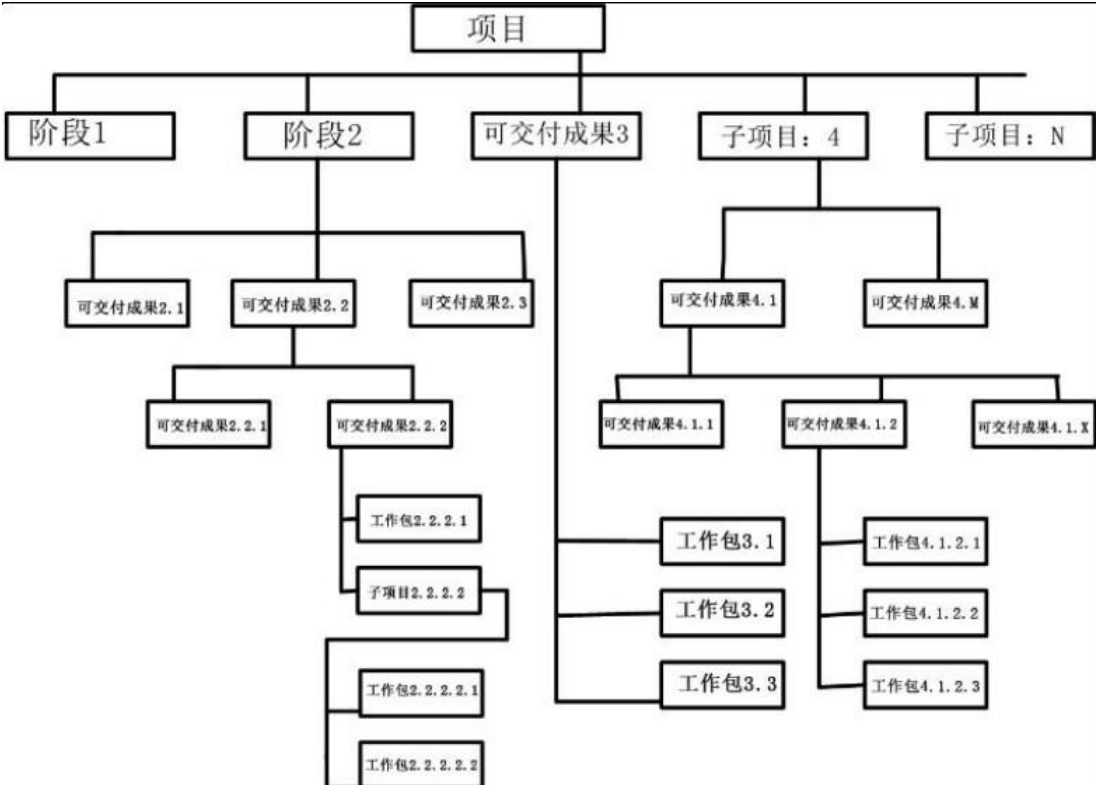 项目
阶段1
阶段2
可交付成果3
子项目：4
子项目：N
可交付成果2.1
可交付成果2.2
可交付成果2.3
可交付成果4.1
可交付成果4.M
可交付成果2.2.1
可交付成果2.2.2
可交付成果4.1.1
可交付成果4.1.2
可交付成果4.1.X
工作包2.2.2.1
子项目2.2.2.2
工作包3.1
工作包3.2
工作包3.3
工作包4.1.2.1
工作包4.1.2.2
工作包4.1.2.3
工作包2.2.2.2.1
工作包2.2.2.2.2